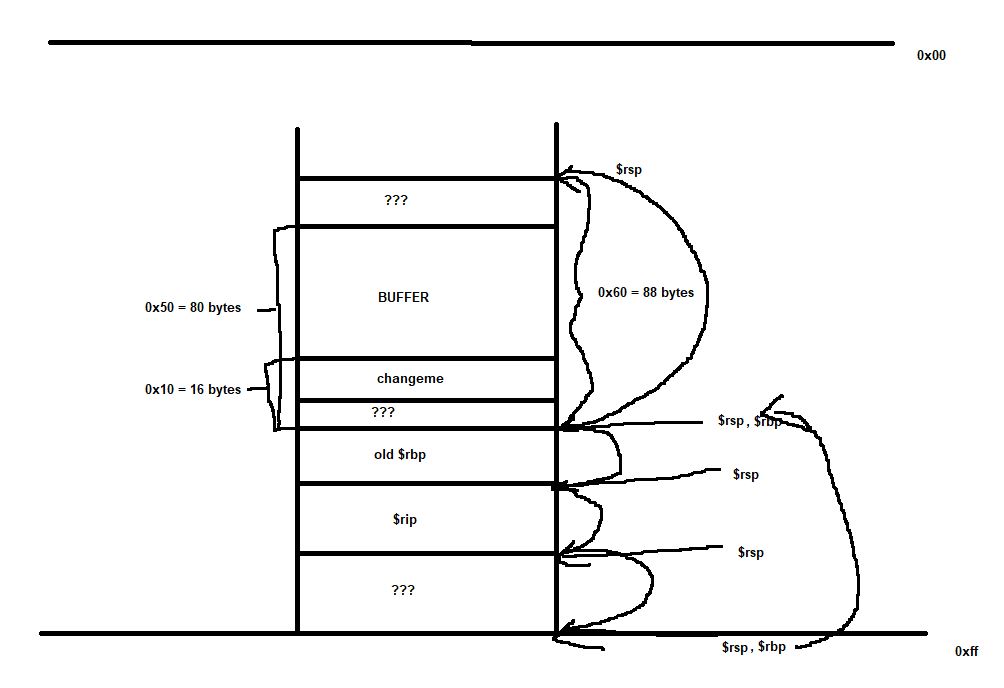 0x00
$rsp
???
BUFFER
0x60 = 88 bytes
0x50 = 80 bytes
changeme
0x10 = 16 bytes
???
$rsp , $rbp
old $rbp
$rsp
$rip
$rsp
???
$rsp , $rbp
0xff